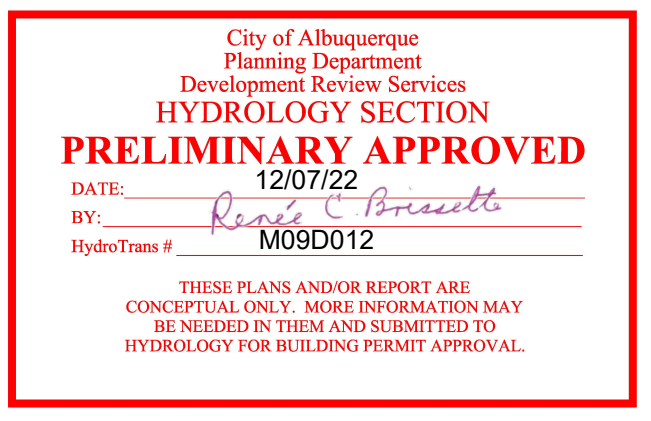 City of Albuquerque
Planning Department
Development Review Services
HYDROLOGY SECTION
PRELIMINARY APPROVED
DATE: 12/07/22
BY: Renée C. Brissette
HydroTrans # M09D012
THESE PLANS AND/OR REPORT ARE
CONCEPTUAL ONLY. MORE INFORMATION MAY
BE NEEDED IN THEM AND SUBMITTED TO
HYDROLOGY FOR BUILDING PERMIT APPROVAL.